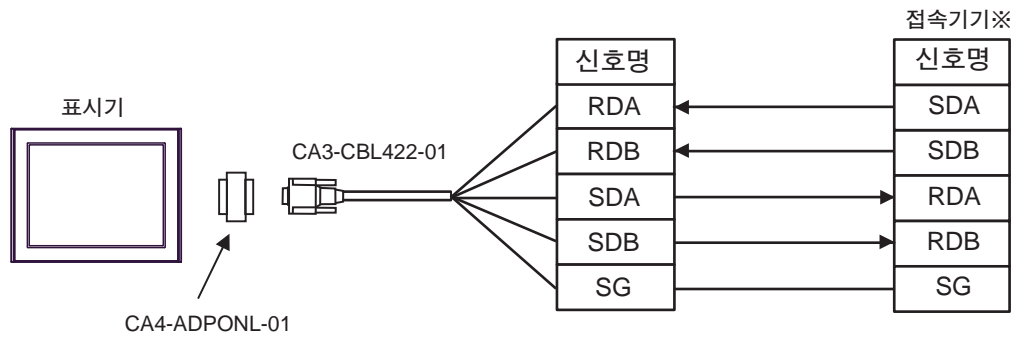 접속기기※
표시기
CA3-CBL422-01
CA4-ADPONL-01
신호명
RDA
RDB
SDA
SDB
SG
신호명
SDA
SDB
RDA
RDB
SG